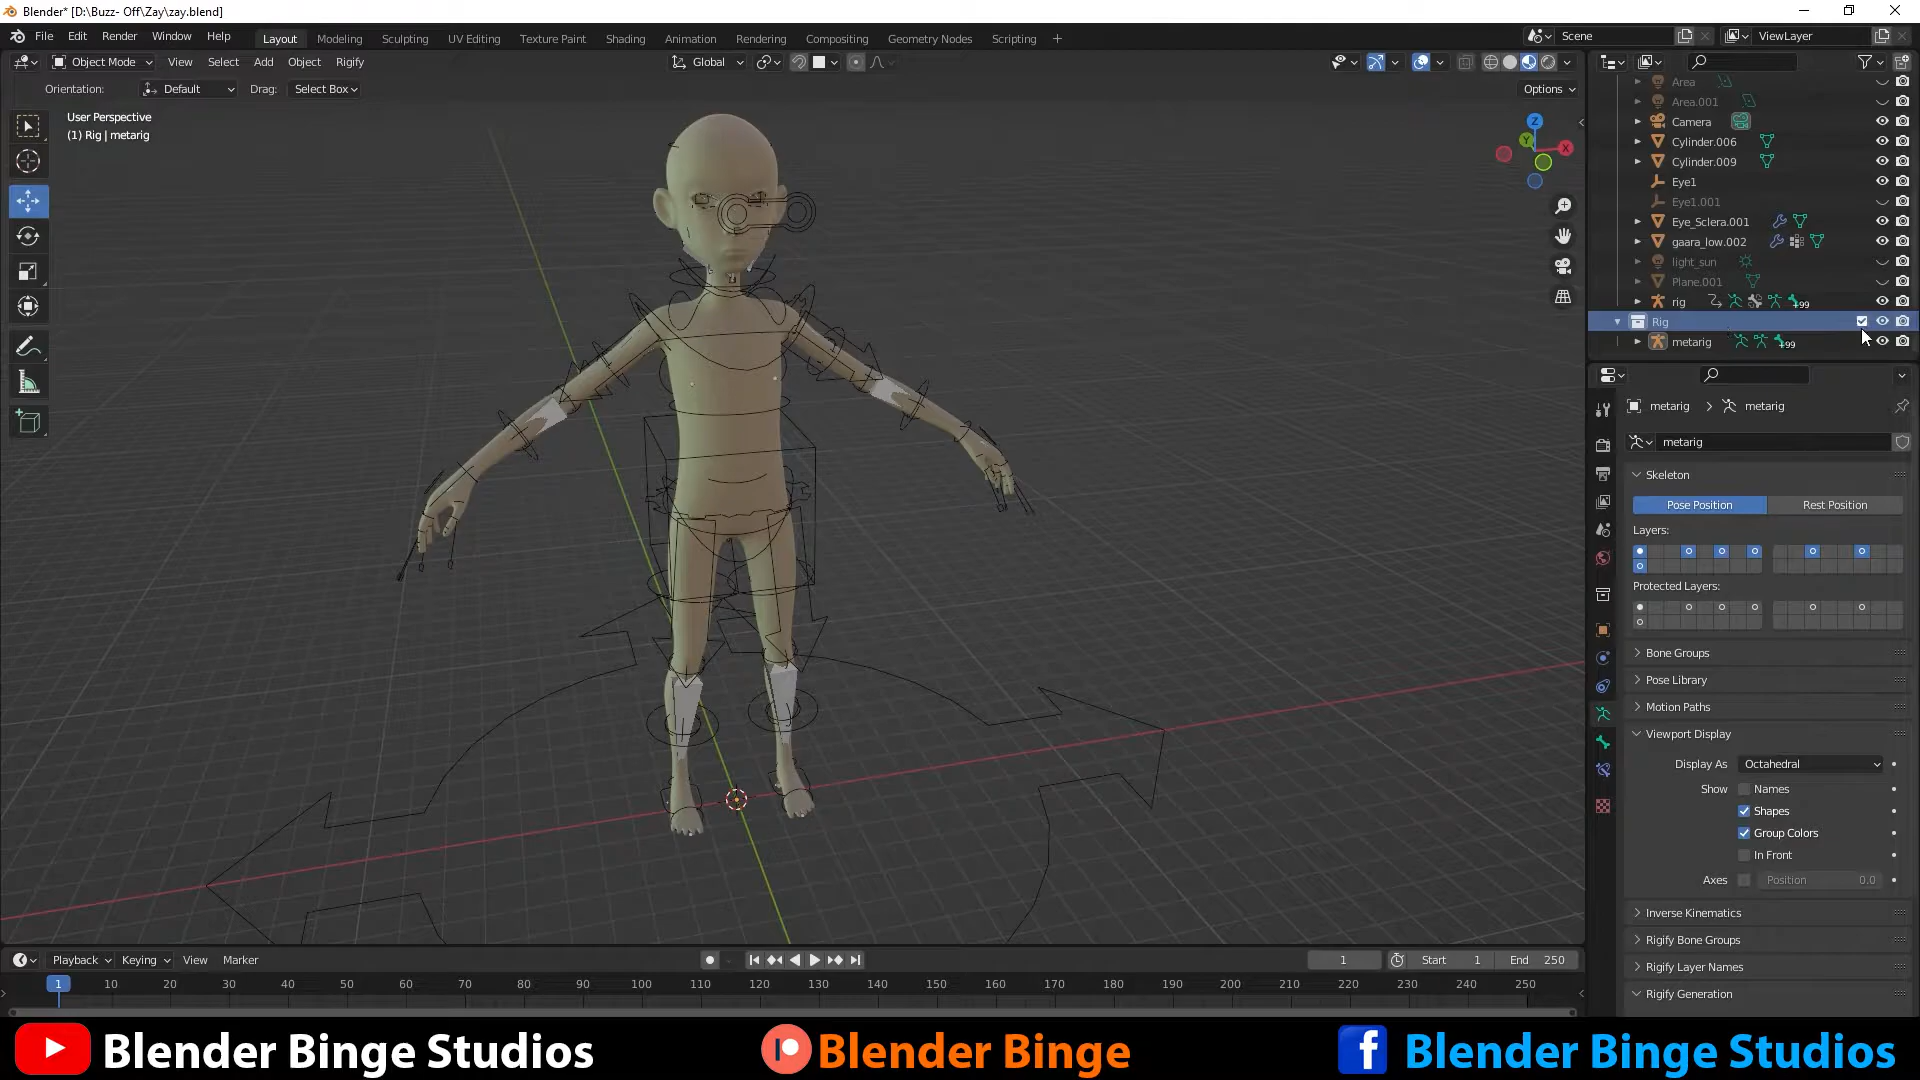 Blender* [D:\Buzz- Off\Zay\zay.blend]
File Edit Render Window Help
Layout Modeling Sculpting UV Editing Texture Paint Shading Animation Rendering Compositing Geometry Nodes Scripting +
Scene
ViewLayer
Object Mode View Select Add Object Rigify
Global
Orientation: Default Drag: Select Box
Options
User Perspective
(1) Rig | metarig
Z
Y
X
Area
Area.001
Camera
Cylinder.006
Cylinder.009
Eye1
Eye1.001
Eye_Sclera.001
gaara_low.002
light_sun
Plane.001
rig +99
Rig
metarig +99
metarig > metarig
metarig
Skeleton
Pose Position Rest Position
Layers:
Protected Layers:
Bone Groups
Pose Library
Motion Paths
Viewport Display
Display As Octahedral
Show Names
Shapes
Group Colors
In Front
Axes Position 0.0
Inverse Kinematics
Rigify Bone Groups
Rigify Layer Names
Rigify Generation
Playback Keying View Marker
1 Start 1 End 250
1 10 20 30 40 50 60 70 80 90 100 110 120 130 140 150 160 170 180 190 200 210 220 230 240 250
Blender Binge Studios
Blender Binge
f Blender Binge Studios